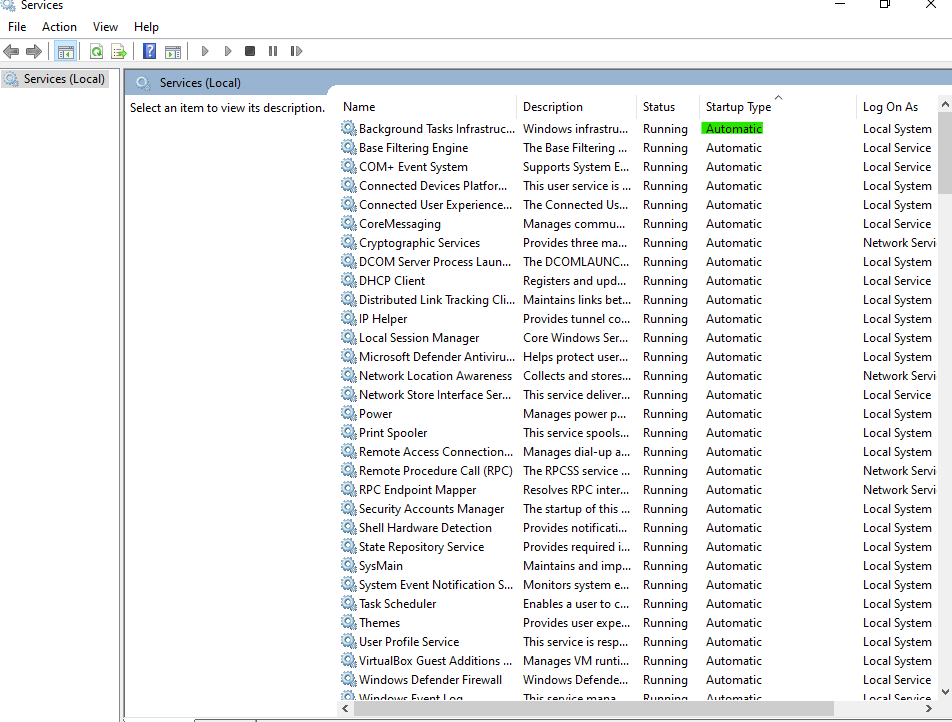 Services
File Action View Help
Services (Local)
Services (Local)
Select an item to view its description.
Name Description Status Startup Type Log On As
Background Tasks Infrastruc... Windows infrastru... Running Automatic Local System
Base Filtering Engine The Base Filtering ... Running Automatic Local Service
COM+ Event System Supports System E... Running Automatic Local Service
Connected Devices Platfor... This user service is ... Running Automatic Local System
Connected User Experience... The Connected Us... Running Automatic Local System
CoreMessaging Manages commu... Running Automatic Local Service
Cryptographic Services Provides three ma... Running Automatic Network Servi
DCOM Server Process Laun... The DCOMLAUNC... Running Automatic Local System
DHCP Client Registers and upd... Running Automatic Local Service
Distributed Link Tracking Cli... Maintains links bet... Running Automatic Local System
IP Helper Provides tunnel co... Running Automatic Local System
Local Session Manager Core Windows Ser... Running Automatic Local System
Microsoft Defender Antiviru... Helps protect user... Running Automatic Local System
Network Location Awareness Collects and stores... Running Automatic Network Servi
Network Store Interface Ser... This service deliver... Running Automatic Local Service
Power Manages power p... Running Automatic Local System
Print Spooler This service spools... Running Automatic Local System
Remote Access Connection... Manages dial-up a... Running Automatic Local System
Remote Procedure Call (RPC) The RPCSS service ... Running Automatic Network Servi
RPC Endpoint Mapper Resolves RPC inter... Running Automatic Network Servi
Security Accounts Manager The startup of this ... Running Automatic Local System
Shell Hardware Detection Provides notificati... Running Automatic Local System
State Repository Service Provides required i... Running Automatic Local System
SysMain Maintains and imp... Running Automatic Local System
System Event Notification S... Monitors system e... Running Automatic Local System
Task Scheduler Enables a user to c... Running Automatic Local System
Themes Provides user expe... Running Automatic Local System
User Profile Service This service is resp... Running Automatic Local System
VirtualBox Guest Additions ... Manages VM runti... Running Automatic Local System
Windows Defender Firewall Windows Defende... Running Automatic Local Service
Windows Event Log This service mana... Running Automatic Local Service